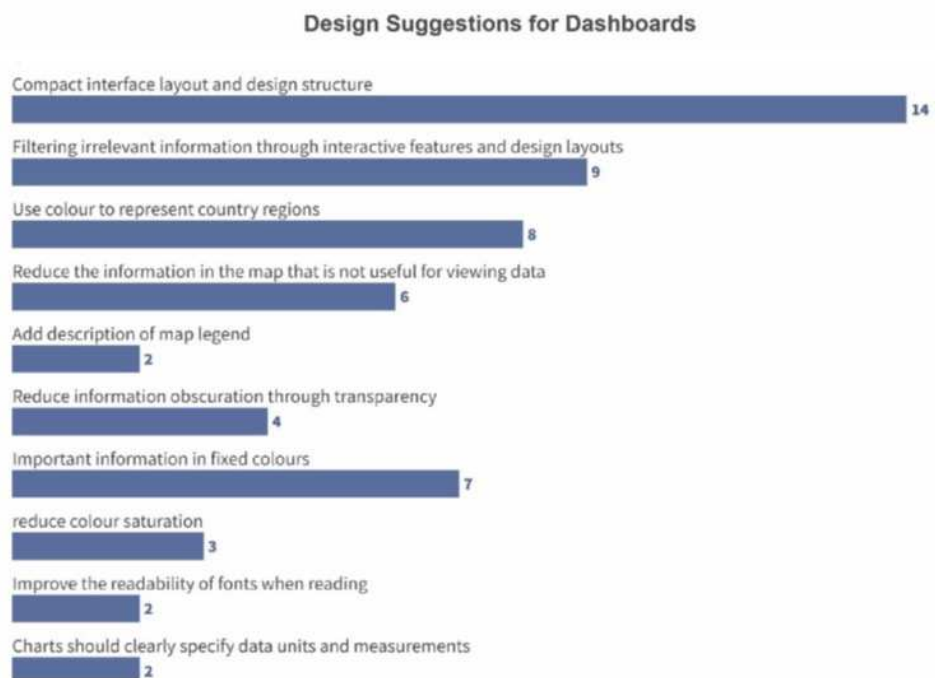 Design Suggestions for Dashboards
Compact interface layout and design structure
14
Filtering irrelevant information through interactive features and design layouts
9
Use colour to represent country regions
8
Reduce the information in the map that is not useful for viewing data
6
Add description of map legend
2
Reduce information obscuration through transparency
4
Important information in fixed colours
7
reduce colour saturation
3
Improve the readability of fonts when reading
2
Charts should clearly specify data units and measurements
2